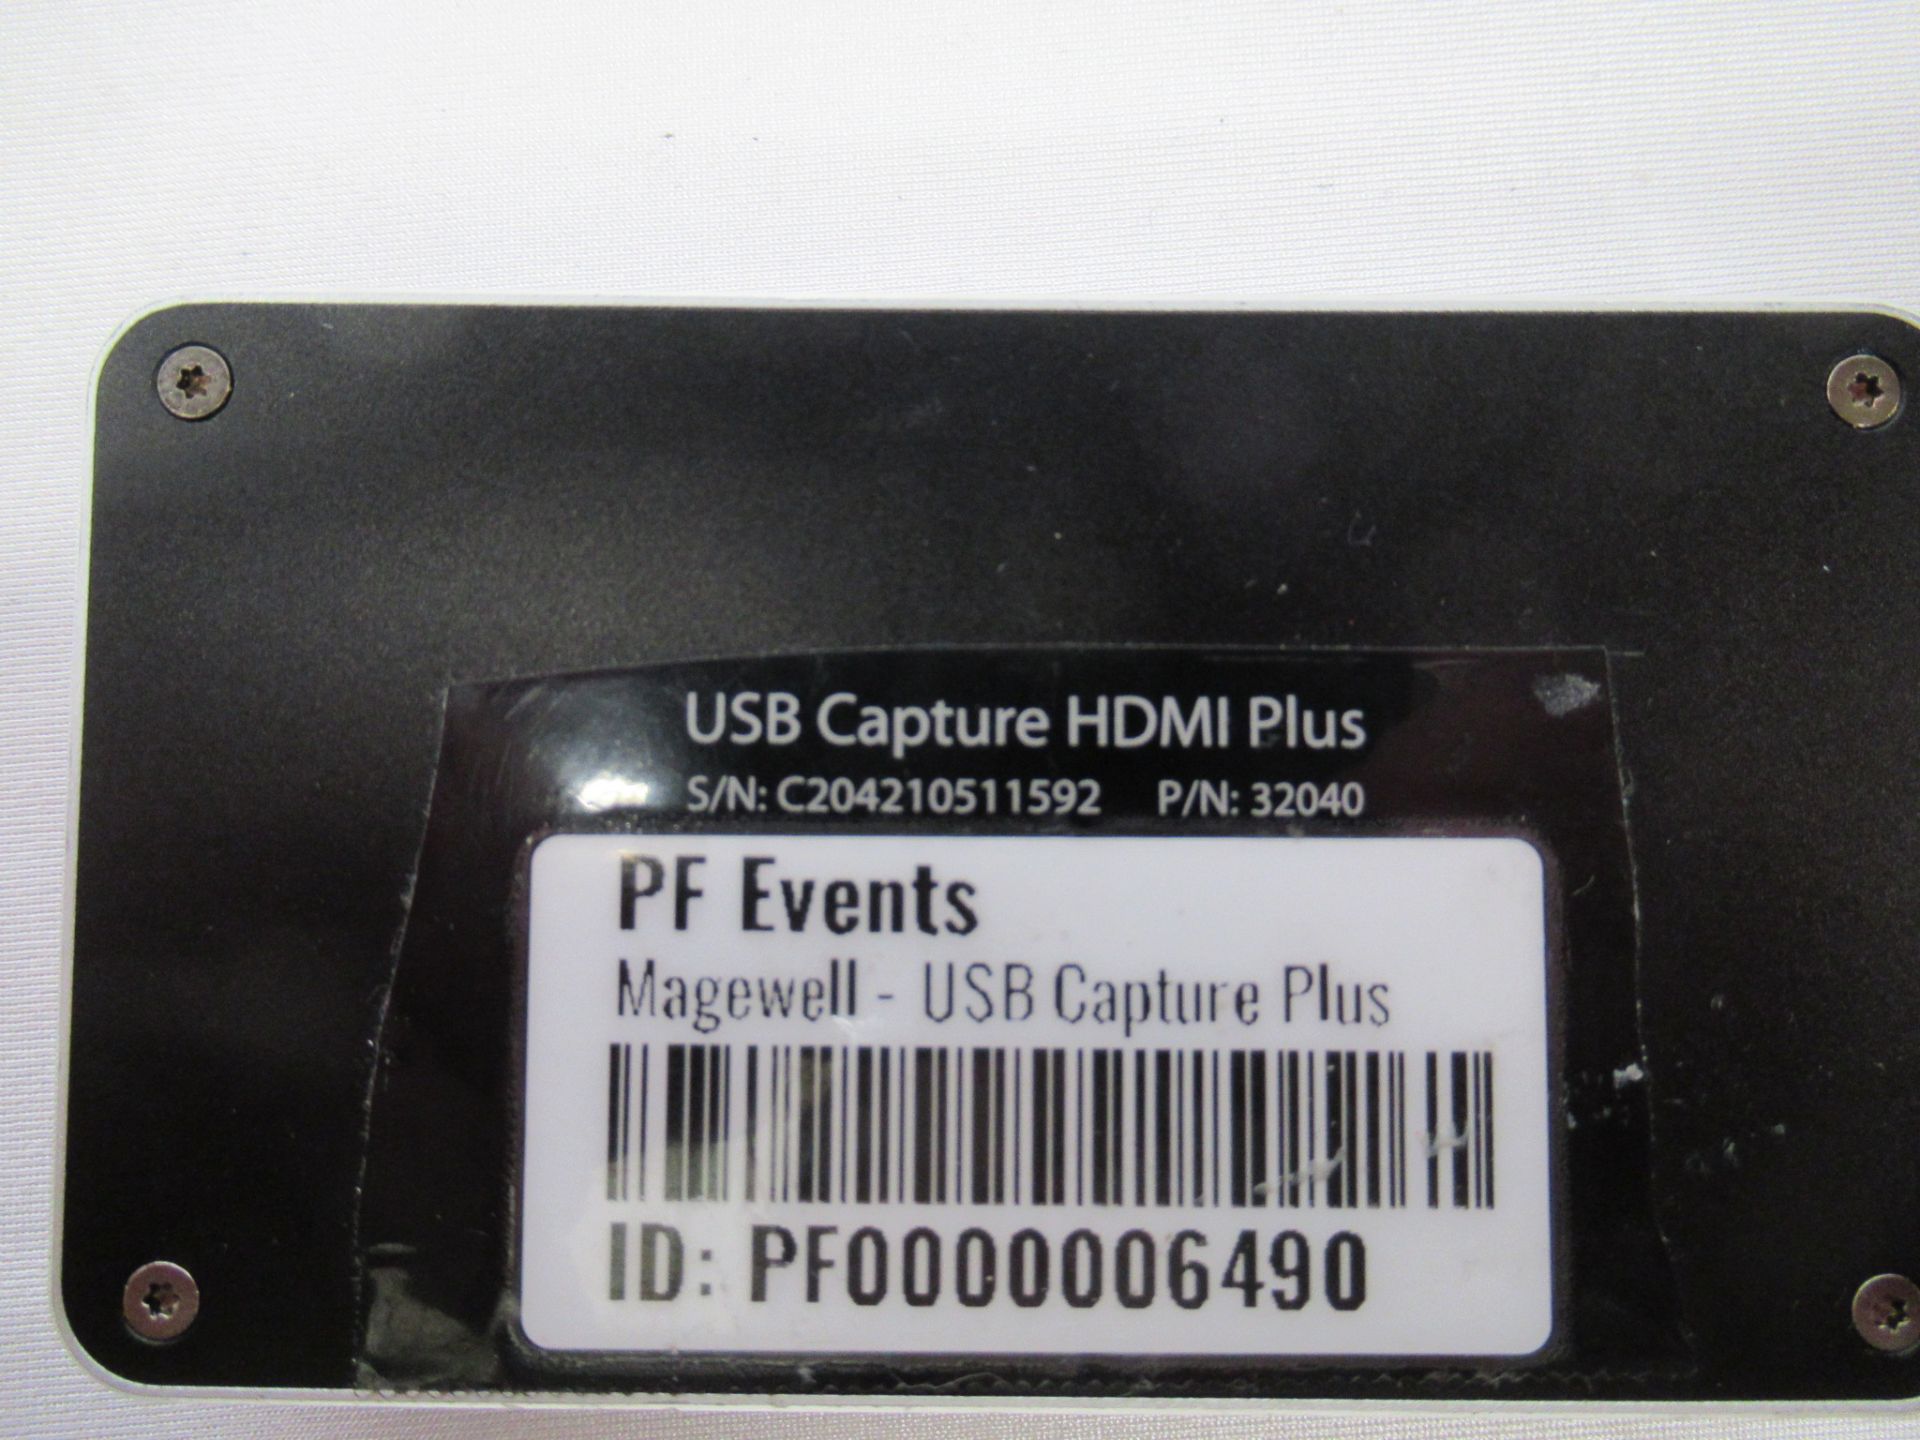 USB Capture HDMI Plus
S/N: C204210511592 P/N: 32040
PF Events
Magewell - USB Capture Plus
ID: PF0000006490